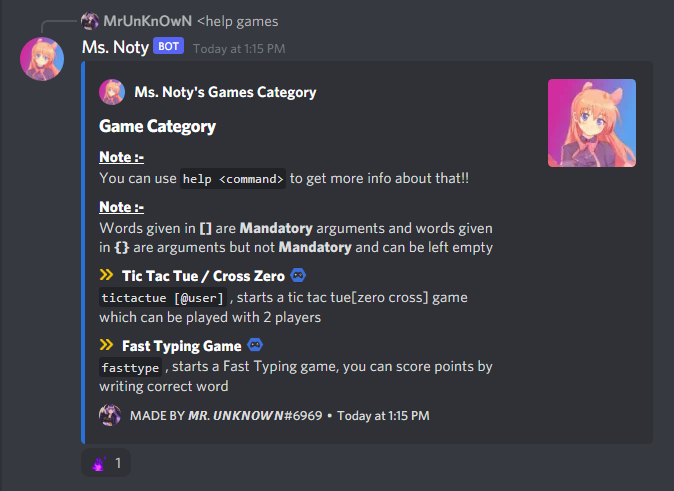 MrUnKnOwN <help games
Ms. Noty BOT Today at 1:15 PM
Ms. Noty's Games Category
Game Category
Note :-
You can use help <command> to get more info about that!!
Note :-
Words given in [] are Mandatory arguments and words given
in {} are arguments but not Mandatory and can be left empty
Tic Tac Tue / Cross Zero
tictactue [@user] , starts a tic tac tue[zero cross] game
which can be played with 2 players
Fast Typing Game
fasttype , starts a Fast Typing game, you can score points by
writing correct word
MADE BY MR. UNKNOWN#6969 • Today at 1:15 PM
1